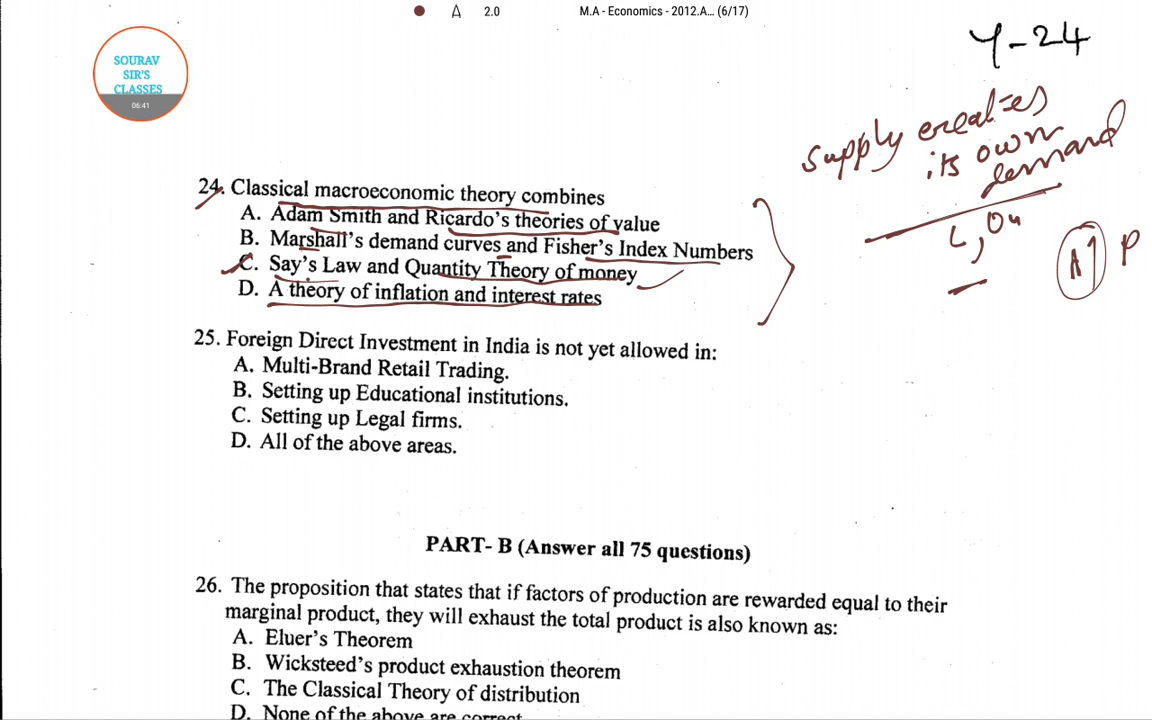 2.0
M.A - Economics - 2012.A... (6/17)
SOURAV
SIR'S
CLASSES
06:41
Y-24
Supply creates
its own
demand
24. Classical macroeconomic theory combines
A. Adam Smith and Ricardo's theories of value
B. Marshall's demand curves and Fisher's Index Numbers
C. Say's Law and Quantity Theory of money
D. A theory of inflation and interest rates
P
25. Foreign Direct Investment in India is not yet allowed in:
A. Multi-Brand Retail Trading.
B. Setting up Educational institutions.
C. Setting up Legal firms.
D. All of the above areas.
PART- B (Answer all 75 questions)
26. The proposition that states that if factors of production are rewarded equal to their
marginal product, they will exhaust the total product is also known as:
A. Eluer's Theorem
B. Wicksteed's product exhaustion theorem
C. The Classical Theory of distribution
D. None of the above are correct